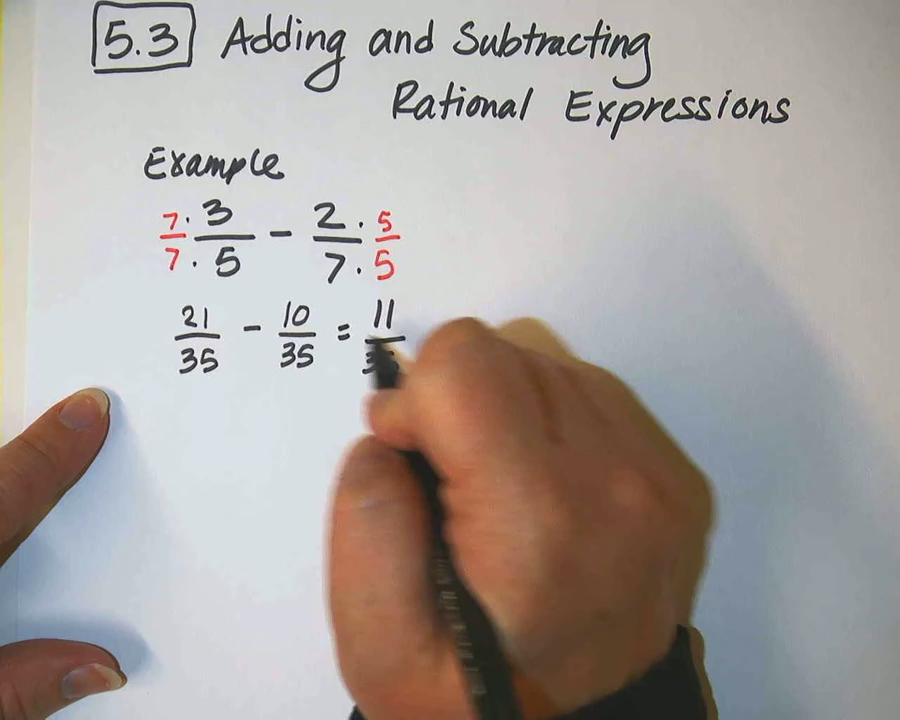 5.3 Adding and Subtracting
Rational Expressions
Example
7/7 · 3/5 - 2/7 · 5/5
21/35 - 10/35 = 11/